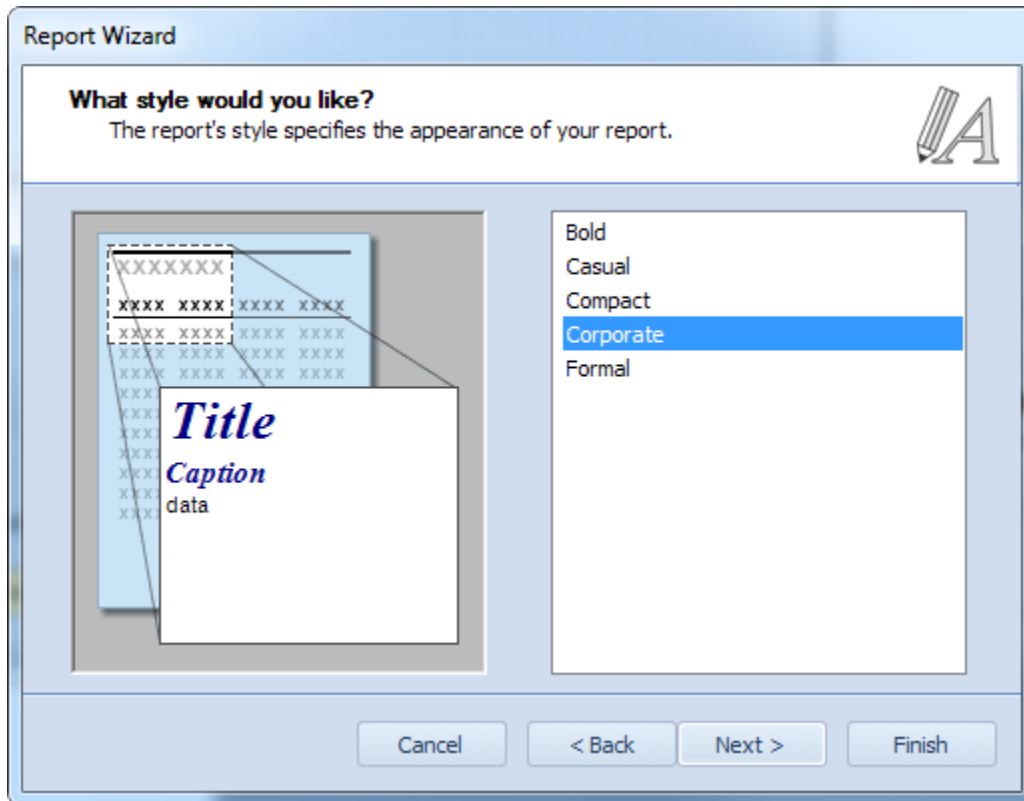 Report Wizard
What style would you like?
The report's style specifies the appearance of your report.
A
XXXXXXX
xxxx xxxx xxxx xxxx
xxxx xxxx xxxx xxxx
xxxx xxxx xxxx xxxx
xxxx xxxx xxxx xxxx
Title
Caption
data
Bold
Casual
Compact
Corporate
Formal
Cancel
< Back
Next >
Finish